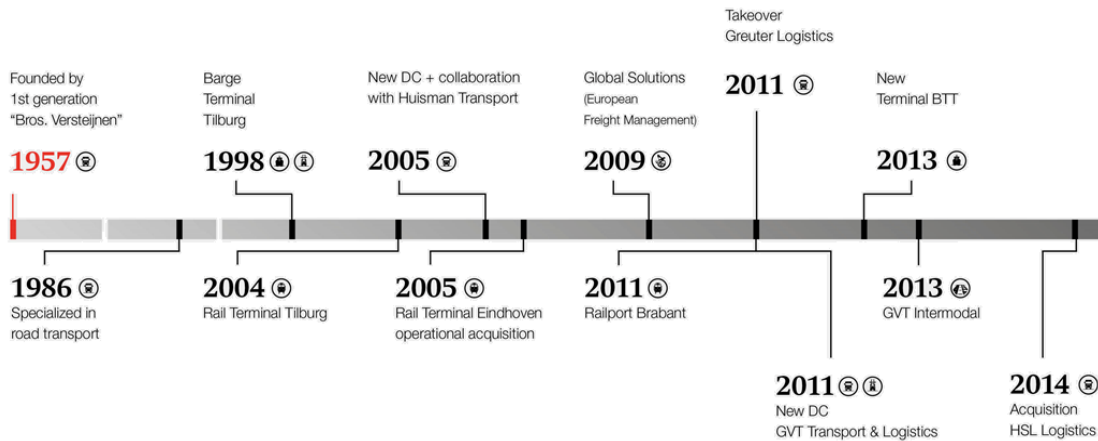 Takeover
Greuter Logistics
2011
Founded by
1st generation
“Bros. Versteijnen”
1957
Barge
Terminal
Tilburg
1998
New DC + collaboration
with Huisman Transport
2005
Global Solutions
(European
Freight Management)
2009
New
Terminal BTT
2013
1986
Specialized in
road transport
2004
Rail Terminal Tilburg
2005
Rail Terminal Eindhoven
operational acquisition
2011
Railport Brabant
2013
GVT Intermodal
2011
New DC
GVT Transport & Logistics
2014
Acquisition
HSL Logistics